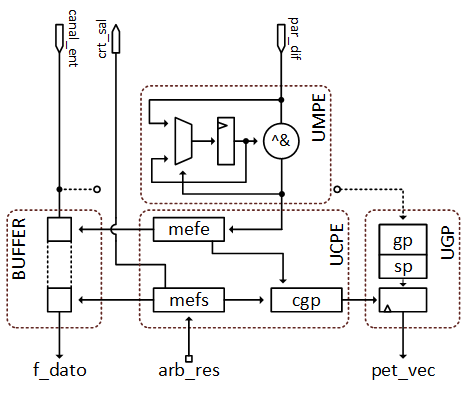 canal_ent
crt_sal
par_dif
UMPE
^&
BUFFER
mefe
mefs
cgp
UCPE
gp
sp
UGP
f_dato
arb_res
pet_vec